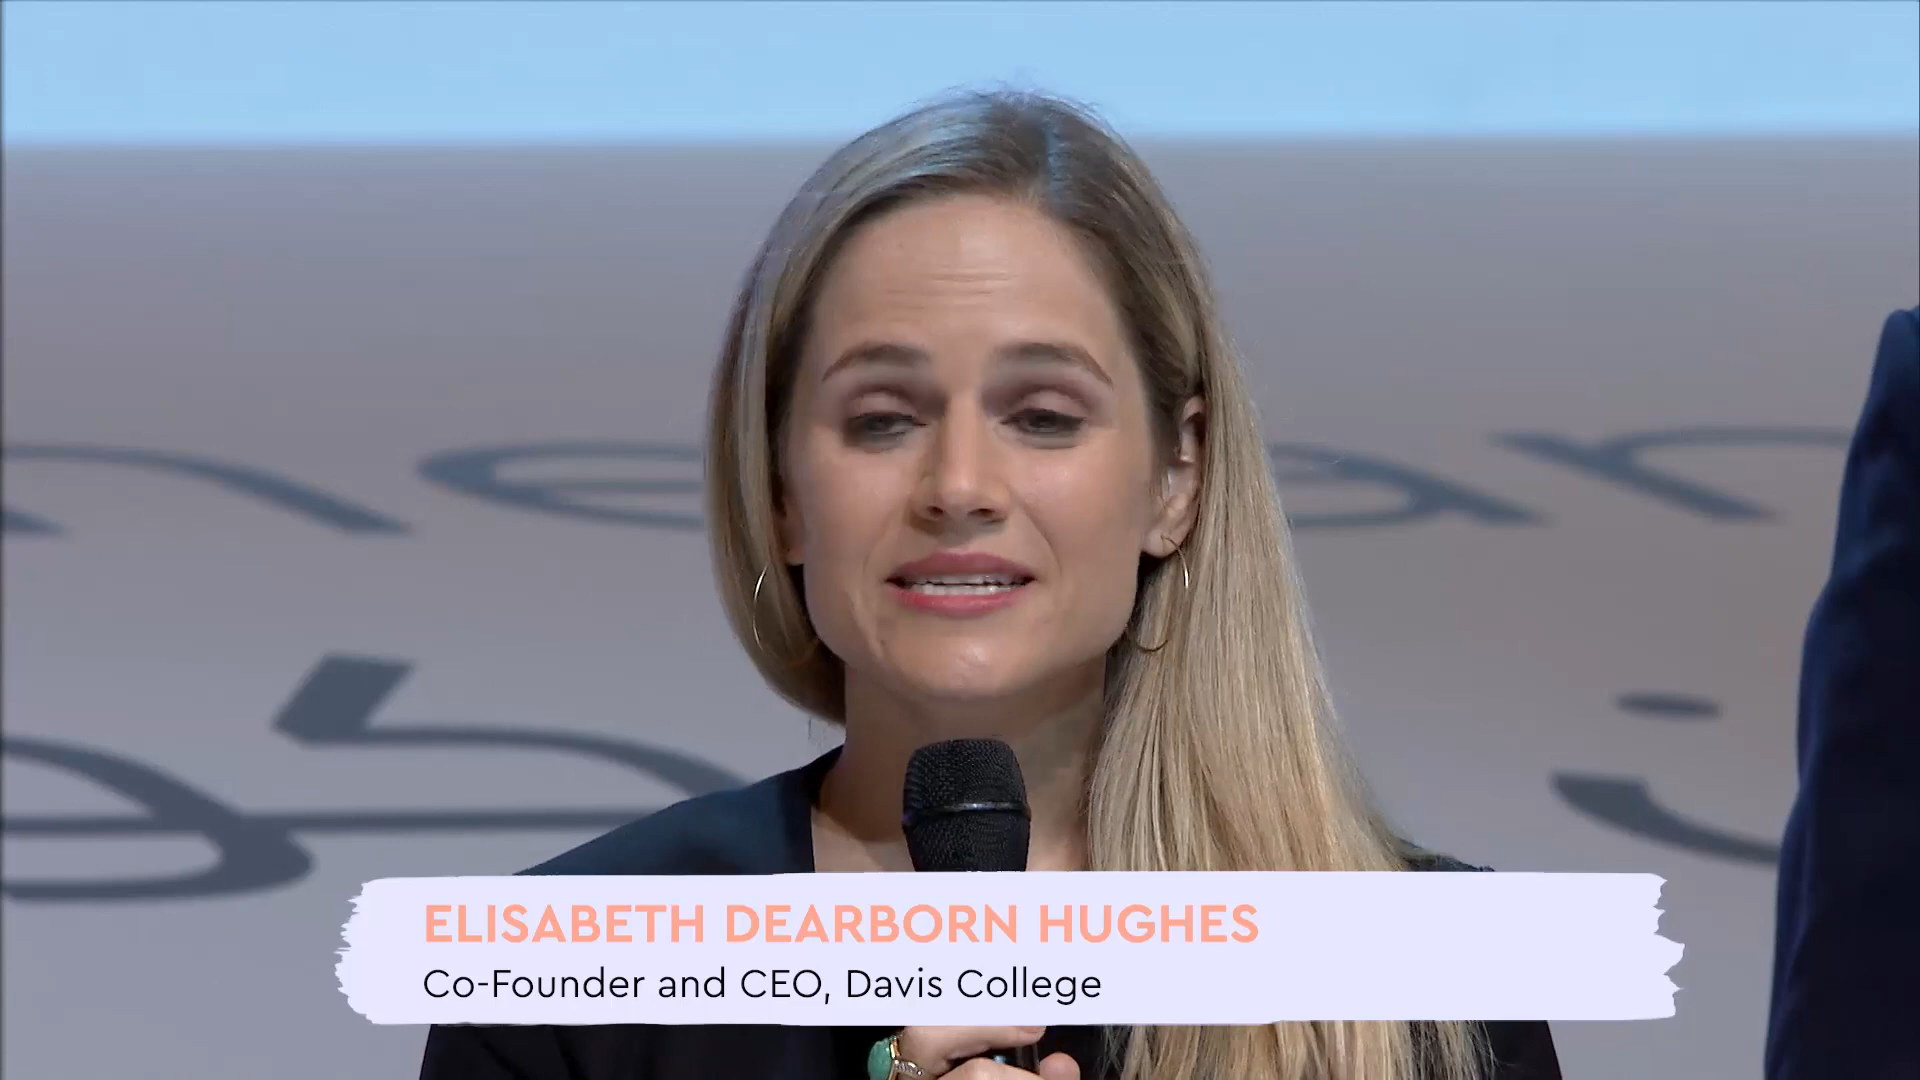 ELISABETH DEARBORN HUGHES
Co-Founder and CEO, Davis College